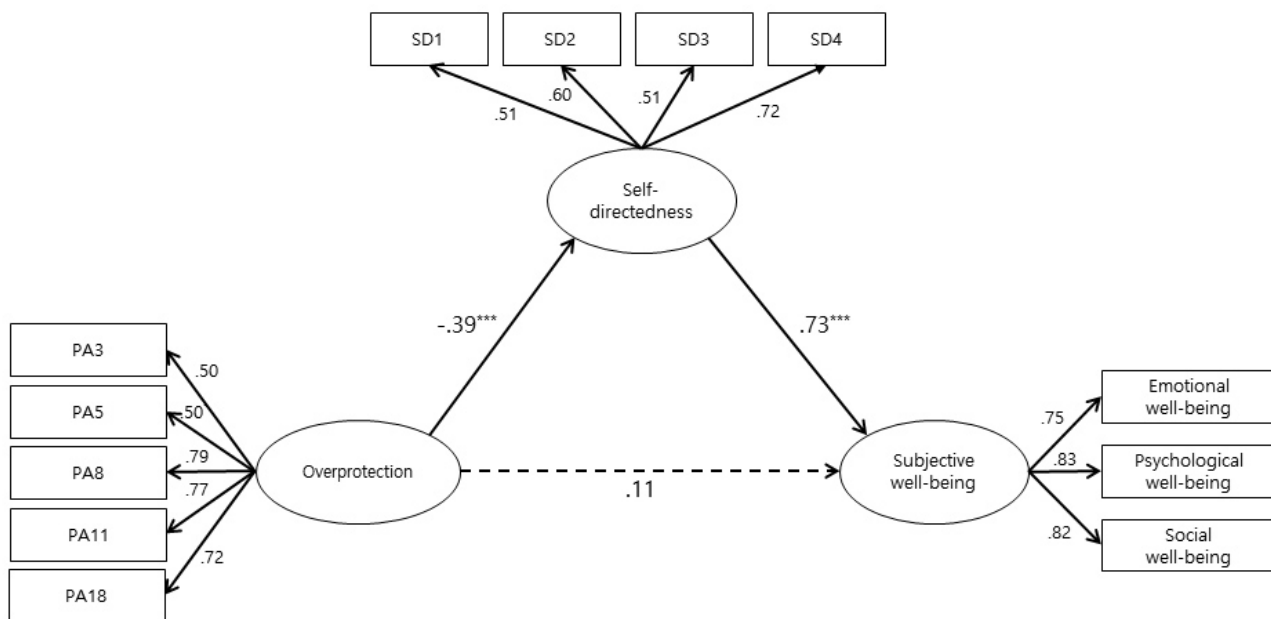 SD1
SD2
SD3
SD4
.51
.60
.51
.72
Self-
directedness
-.39***
.73***
PA3
PA5
PA8
PA11
PA18
.50
.50
.79
.77
.72
Overprotection
.11
Subjective
well-being
.75
.83
.82
Emotional
well-being
Psychological
well-being
Social
well-being